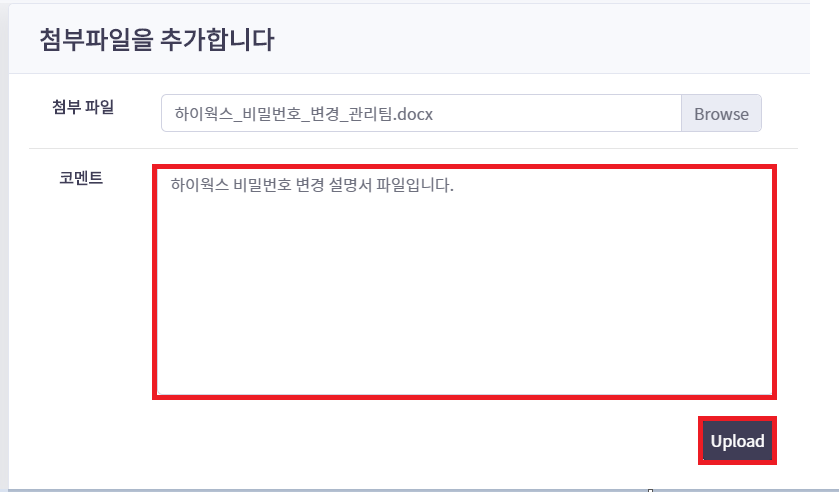 첨부파일을 추가합니다
첨부 파일
하이웍스_비밀번호_변경_관리팀.docx
Browse
코멘트
하이웍스 비밀번호 변경 설명서 파일입니다.
Upload